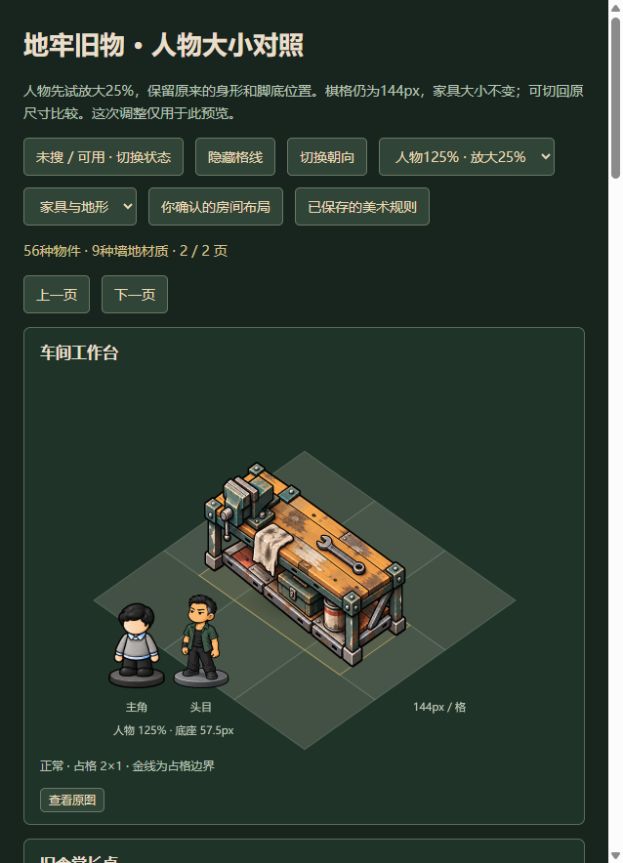 地牢旧物 · 人物大小对照
人物先试放大25%，保留原来的身形和脚底位置。棋格仍为144px，家具大小不变；可切回原
尺寸比较。这次调整仅用于此预览。
未搜 / 可用 · 切换状态
隐藏格线
切换朝向
人物125% · 放大25%
家具与地形
你确认的房间布局
已保存的美术规则
56种物件 · 9种墙地材质 · 2 / 2 页
上一页
下一页
车间工作台
主角
头目
144px / 格
人物 125% · 底座 57.5px
正常 · 占格 2×1 · 金线为占格边界
查看原图